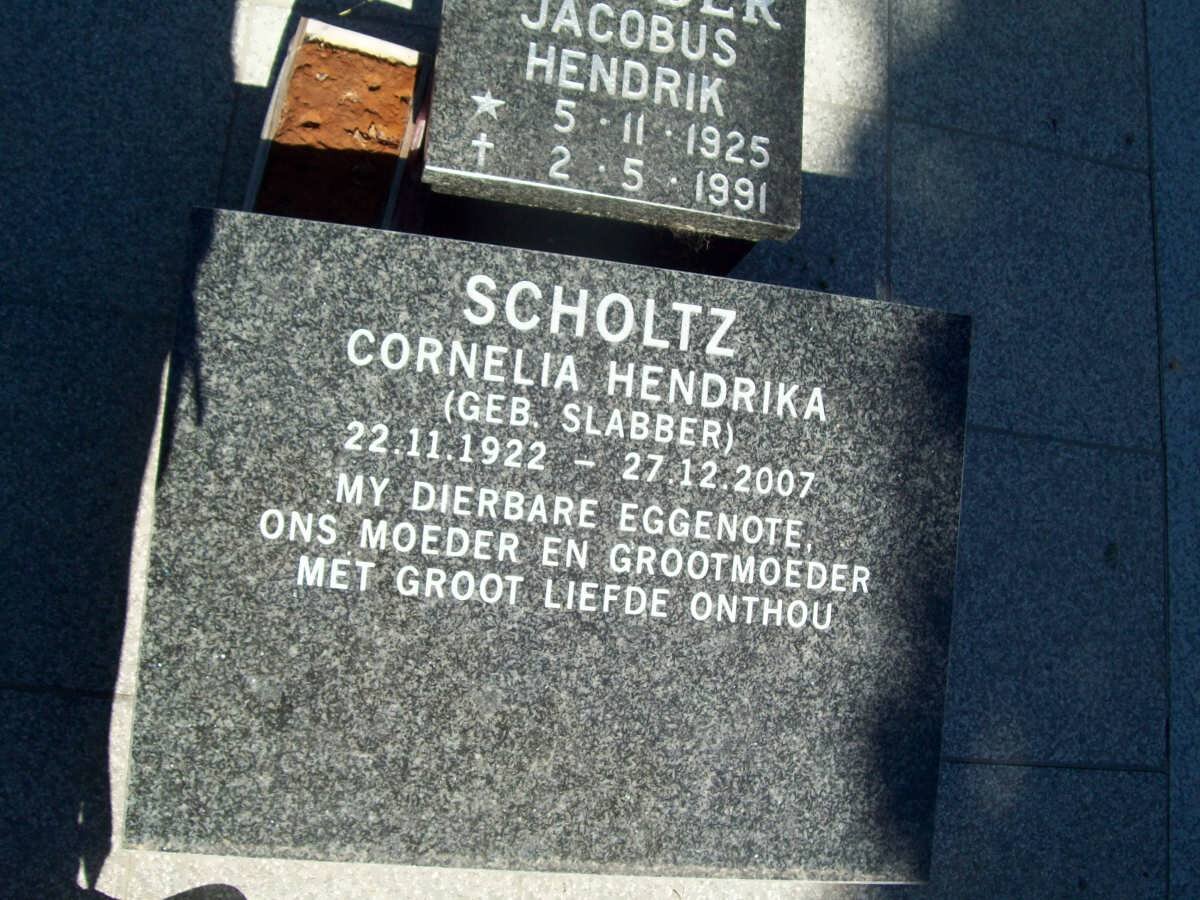 JACOBUS
HENDRIK
★ 5 · 11 · 1925
✝ 2 · 5 · 1991
SCHOLTZ
CORNELIA HENDRIKA
(GEB. SLABBER)
22.11.1922 – 27.12.2007
MY DIERBARE EGGENOTE,
ONS MOEDER EN GROOTMOEDER
MET GROOT LIEFDE ONTHOU